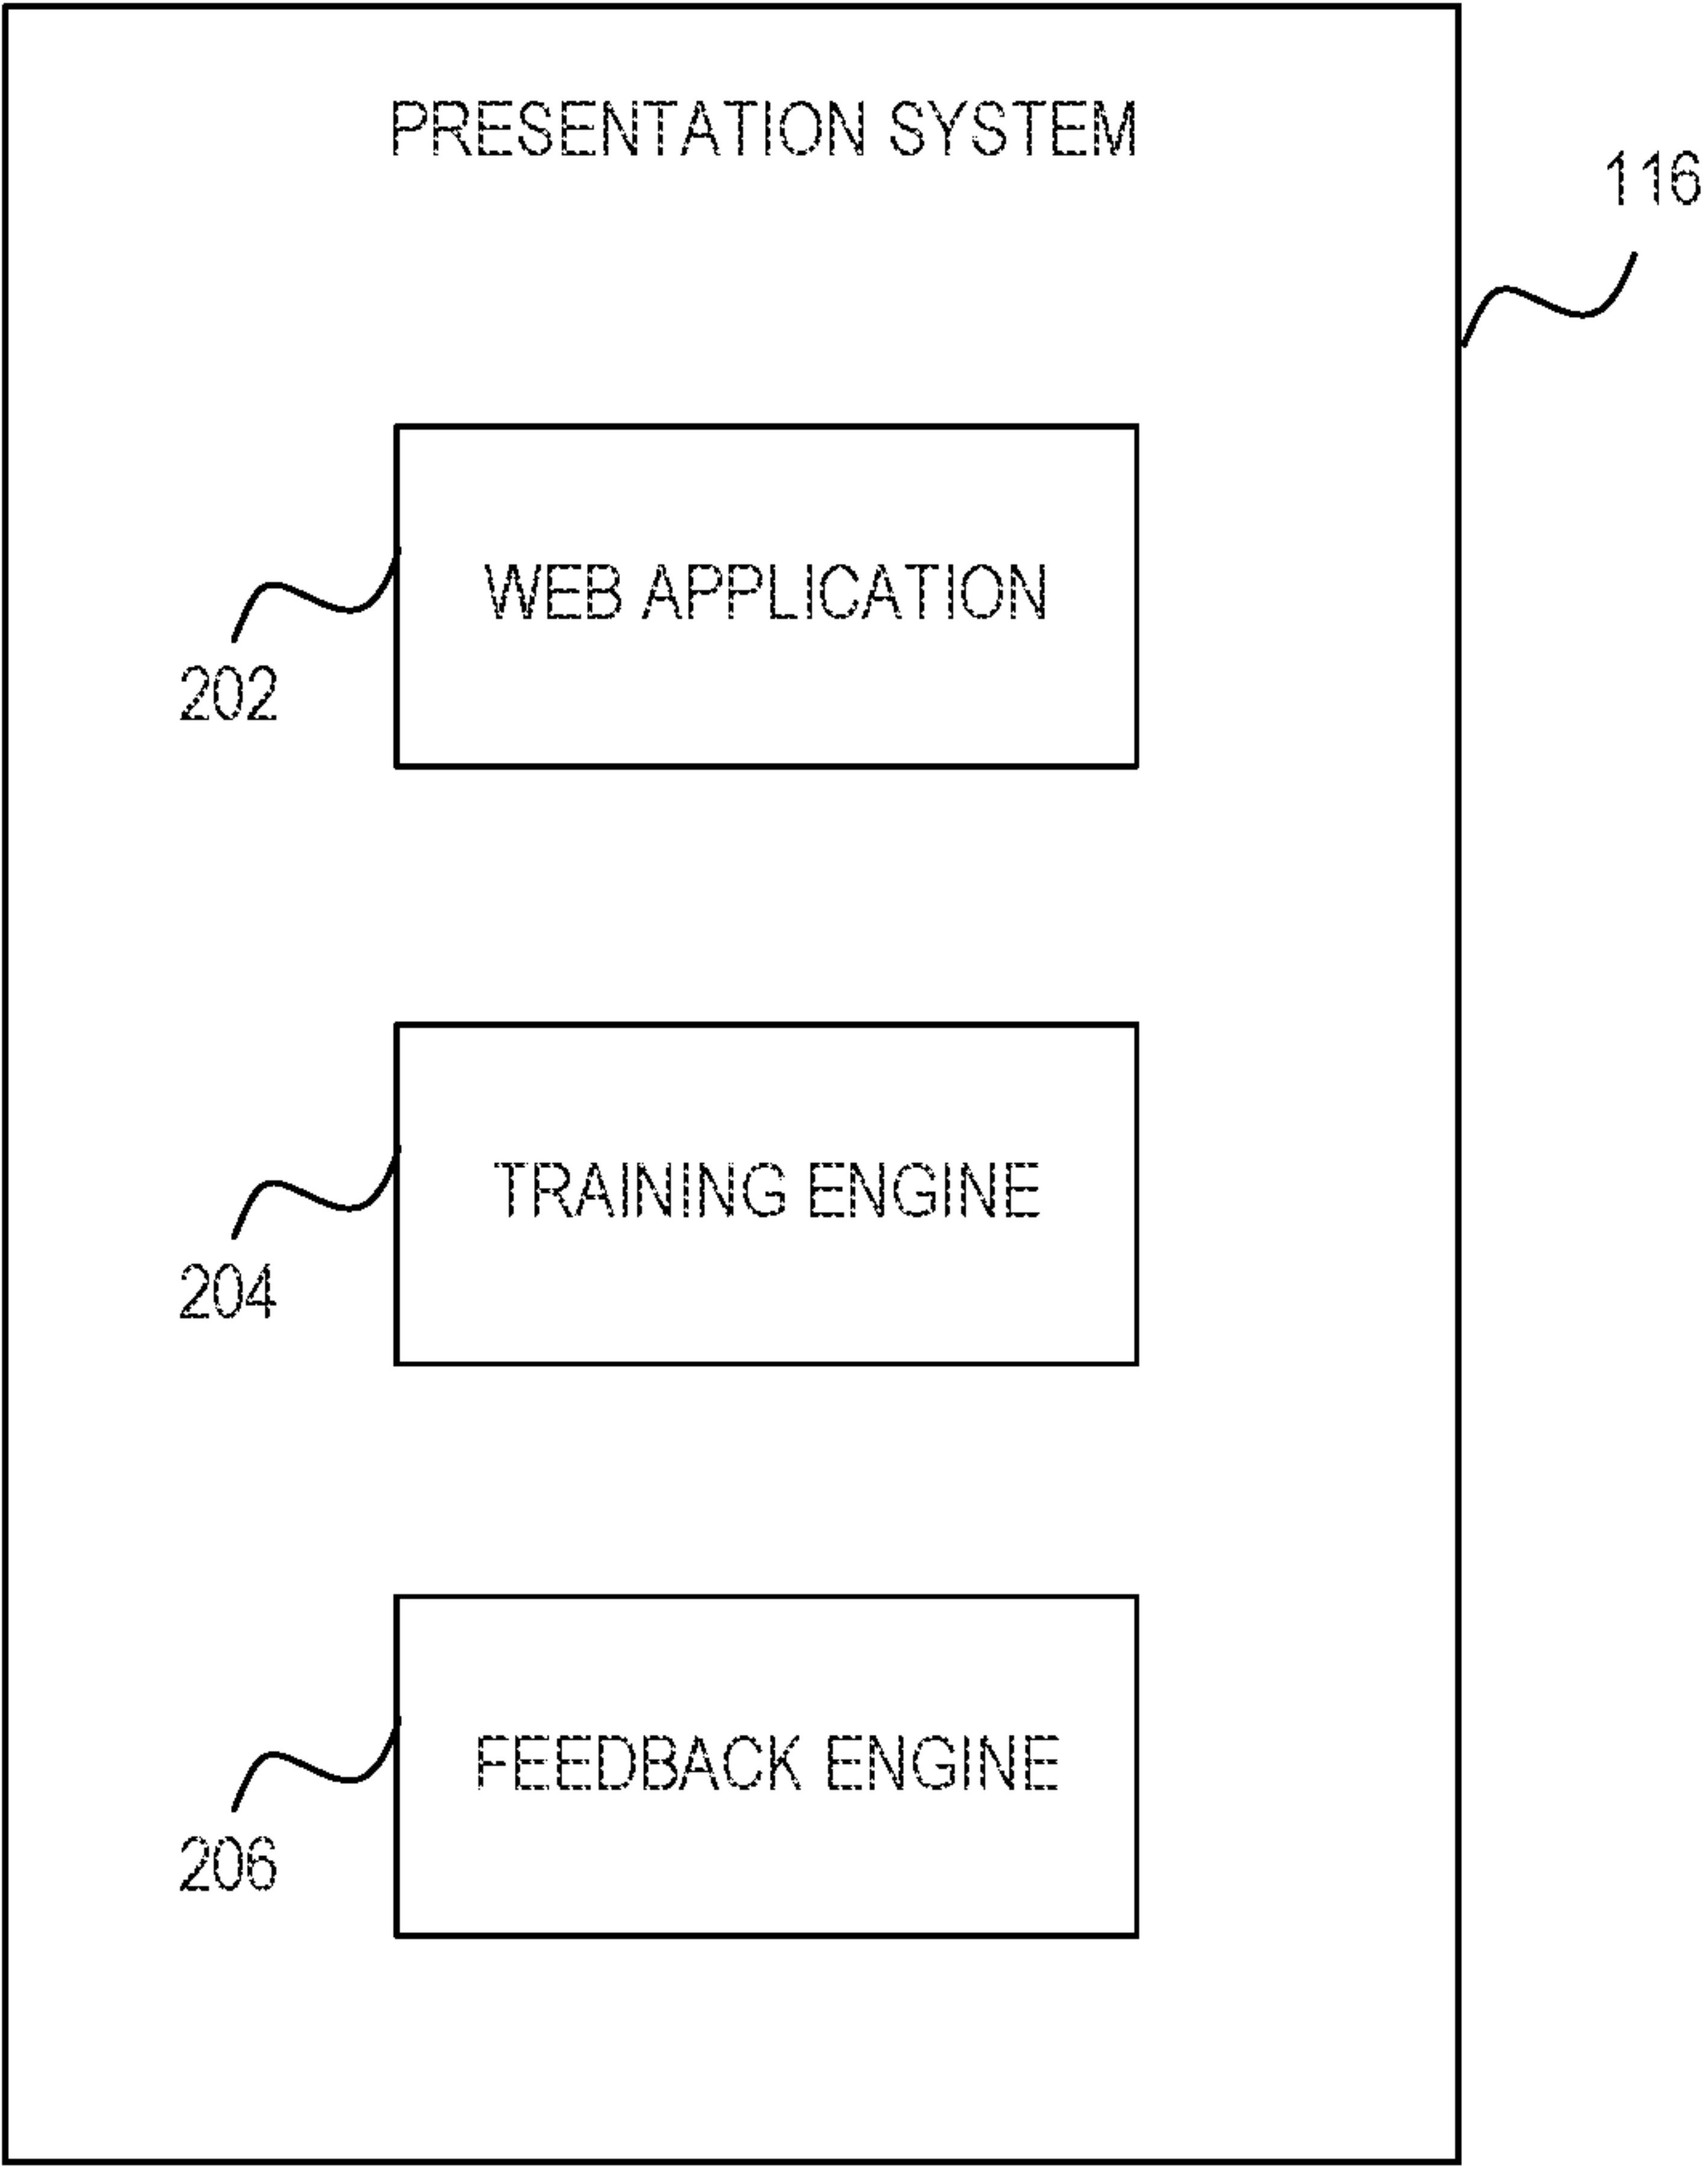 PRESENTATION SYSTEM
116
WEB APPLICATION
202
TRAINING ENGINE
204
FEEDBACK ENGINE
206